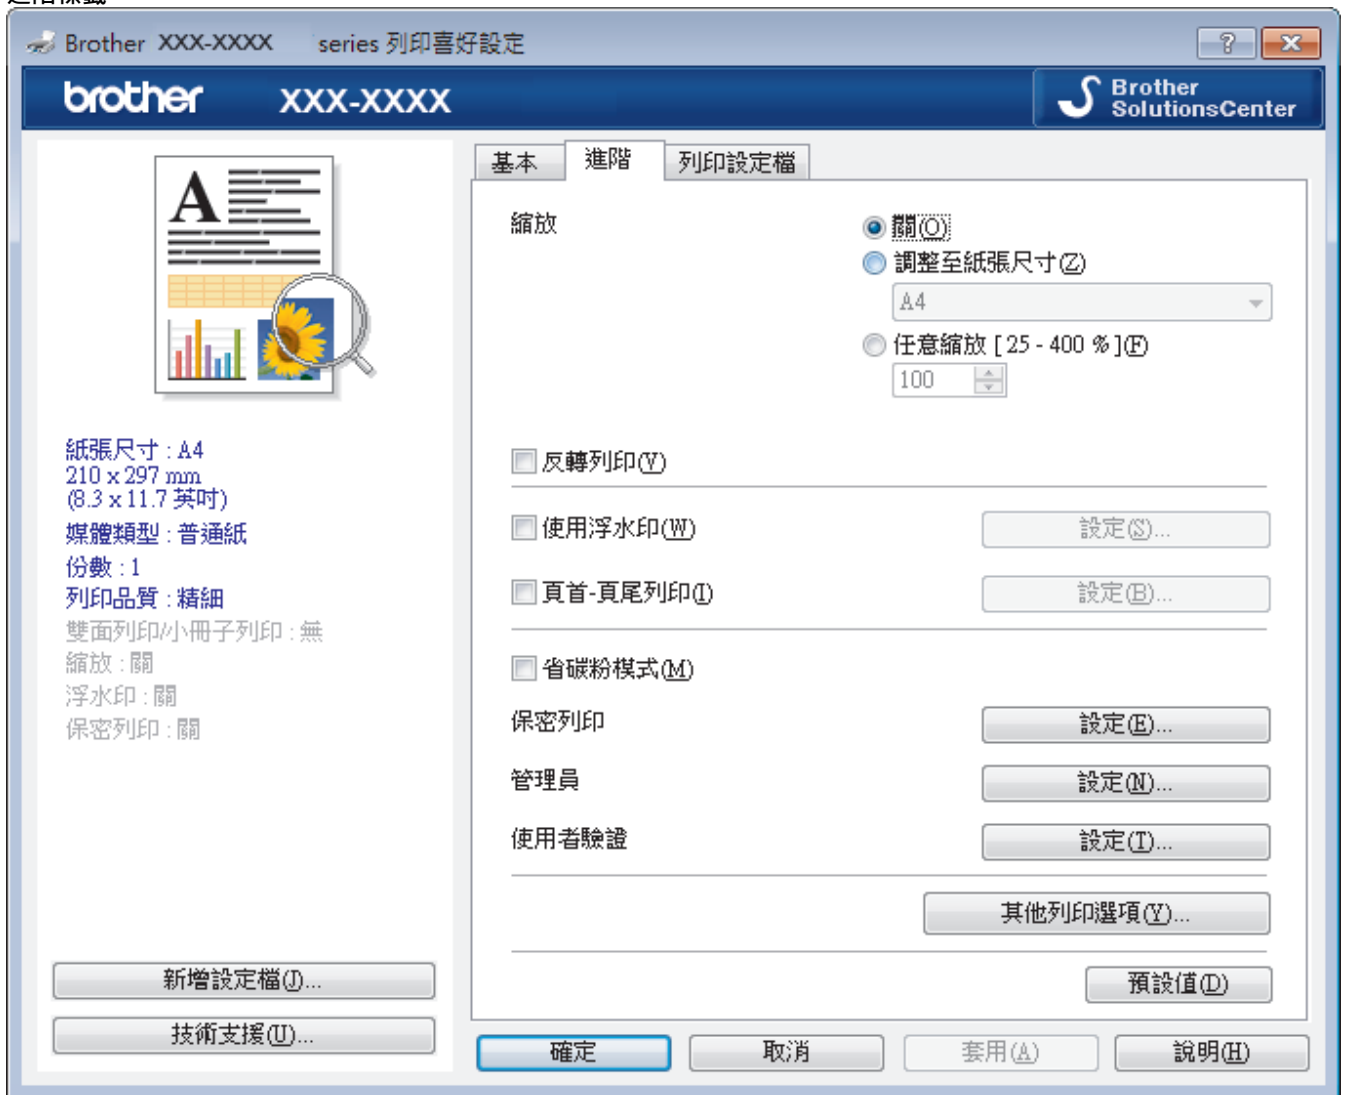 進階標籤
Brother XXX-XXXX series 列印喜好設定
brother XXX-XXXX
Brother
SolutionsCenter
基本 進階 列印設定檔
A
縮放
關(O)
調整至紙張尺寸(Z)
A4
任意縮放 [ 25 - 400 % ](F)
100
紙張尺寸 : A4
210 x 297 mm
(8.3 x 11.7 英吋)
媒體類型 : 普通紙
份數 : 1
列印品質 : 精細
雙面列印/小冊子列印 : 無
縮放 : 關
浮水印 : 關
保密列印 : 關
反轉列印(V)
使用浮水印(W) 設定(S)...
頁首-頁尾列印(I) 設定(B)...
省碳粉模式(M)
保密列印 設定(E)...
管理員 設定(N)...
使用者驗證 設定(T)...
其他列印選項(Y)...
預設值(D)
新增設定檔(J)...
技術支援(U)...
確定 取消 套用(A) 說明(H)